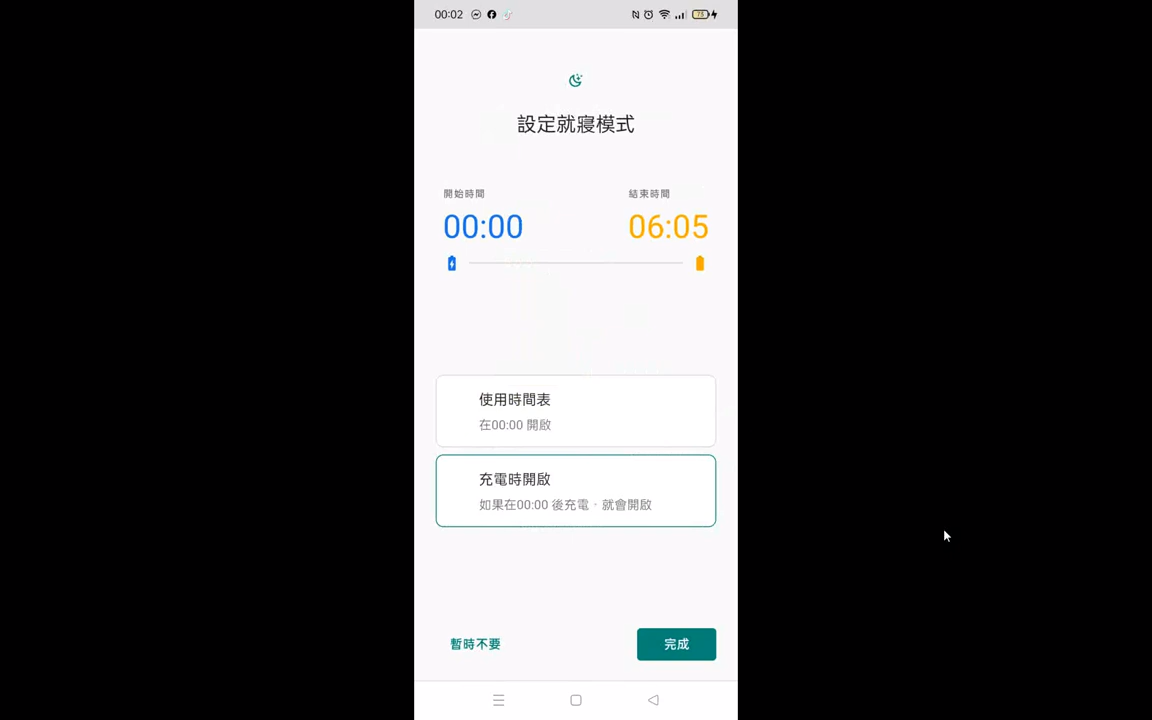 00:02
75
設定就寢模式
開始時間
結束時間
00:00
06:05
使用時間表
在00:00 開啟
充電時開啟
如果在00:00 後充電，就會開啟
暫時不要
完成